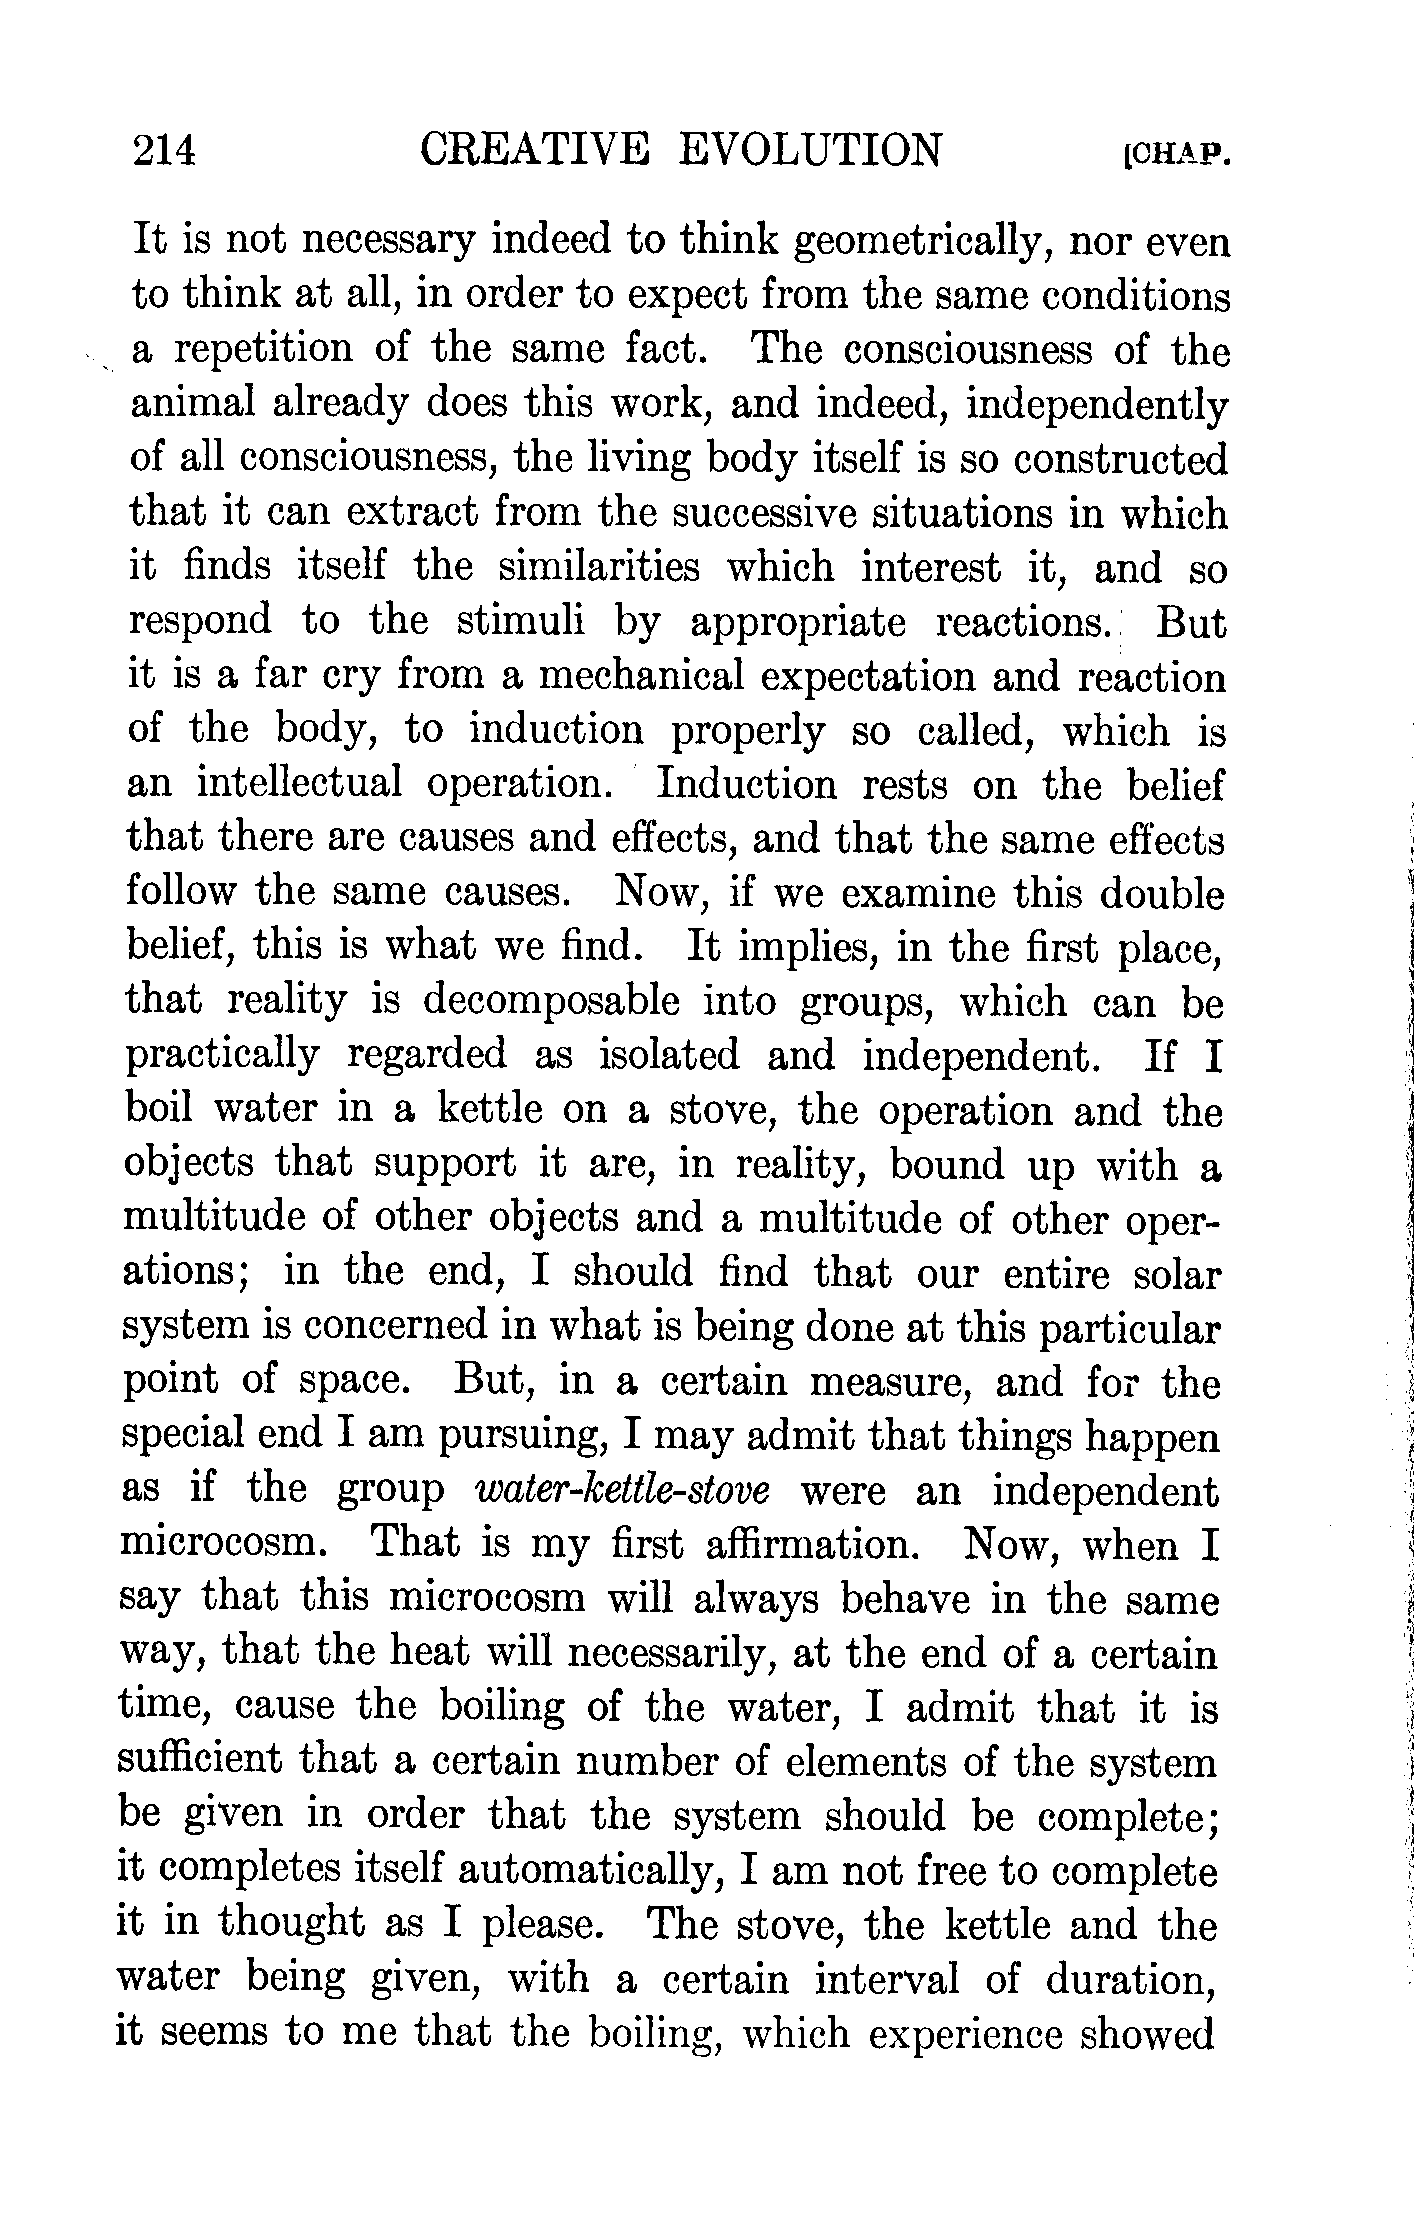 214 CREATIVE EVOLUTION [CHAP.
It is not necessary indeed to think geometrically, nor even
to think at all, in order to expect from the same conditions
a repetition of the same fact. The consciousness of the
animal already does this work, and indeed, independently
of all consciousness, the living body itself is so constructed
that it can extract from the successive situations in which
it finds itself the similarities which interest it, and so
respond to the stimuli by appropriate reactions. But
it is a far cry from a mechanical expectation and reaction
of the body, to induction properly so called, which is
an intellectual operation. Induction rests on the belief
that there are causes and effects, and that the same effects
follow the same causes. Now, if we examine this double
belief, this is what we find. It implies, in the first place,
that reality is decomposable into groups, which can be
practically regarded as isolated and independent. If I
boil water in a kettle on a stove, the operation and the
objects that support it are, in reality, bound up with a
multitude of other objects and a multitude of other oper-
ations; in the end, I should find that our entire solar
system is concerned in what is being done at this particular
point of space. But, in a certain measure, and for the
special end I am pursuing, I may admit that things happen
as if the group water-kettle-stove were an independent
microcosm. That is my first affirmation. Now, when I
say that this microcosm will always behave in the same
way, that the heat will necessarily, at the end of a certain
time, cause the boiling of the water, I admit that it is
sufficient that a certain number of elements of the system
be given in order that the system should be complete;
it completes itself automatically, I am not free to complete
it in thought as I please. The stove, the kettle and the
water being given, with a certain interval of duration,
it seems to me that the boiling, which experience showed